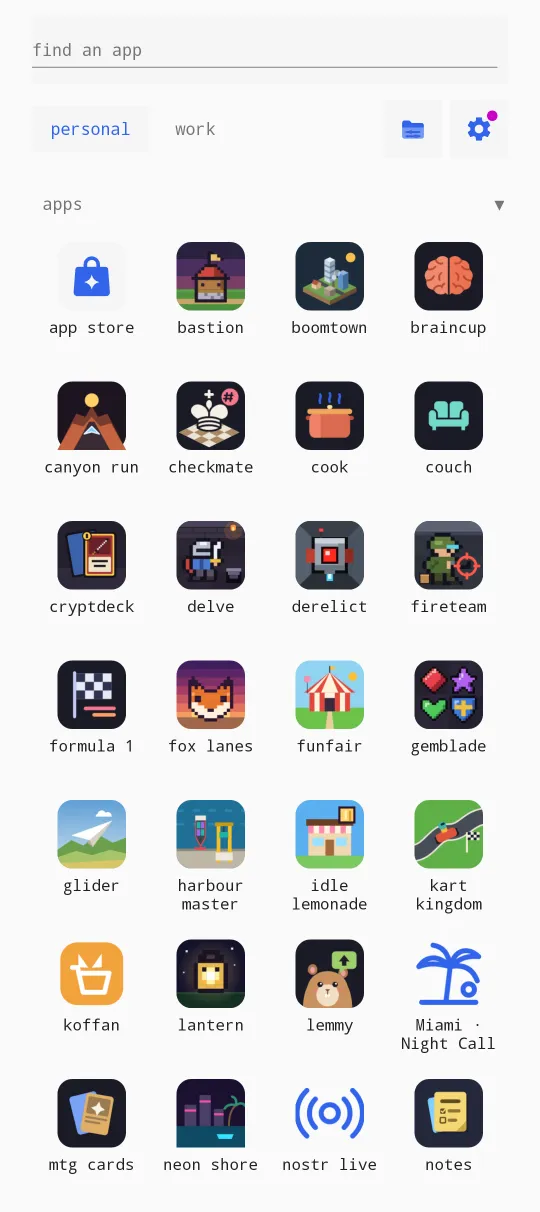 find an app
personal work
apps ▼
app store bastion boomtown braincup
canyon run checkmate cook couch
cryptdeck delve derelict fireteam
formula 1 fox lanes funfair gemblade
glider harbour master idle lemonade kart kingdom
koffan lantern lemmy Miami · Night Call
mtg cards neon shore nostr live notes